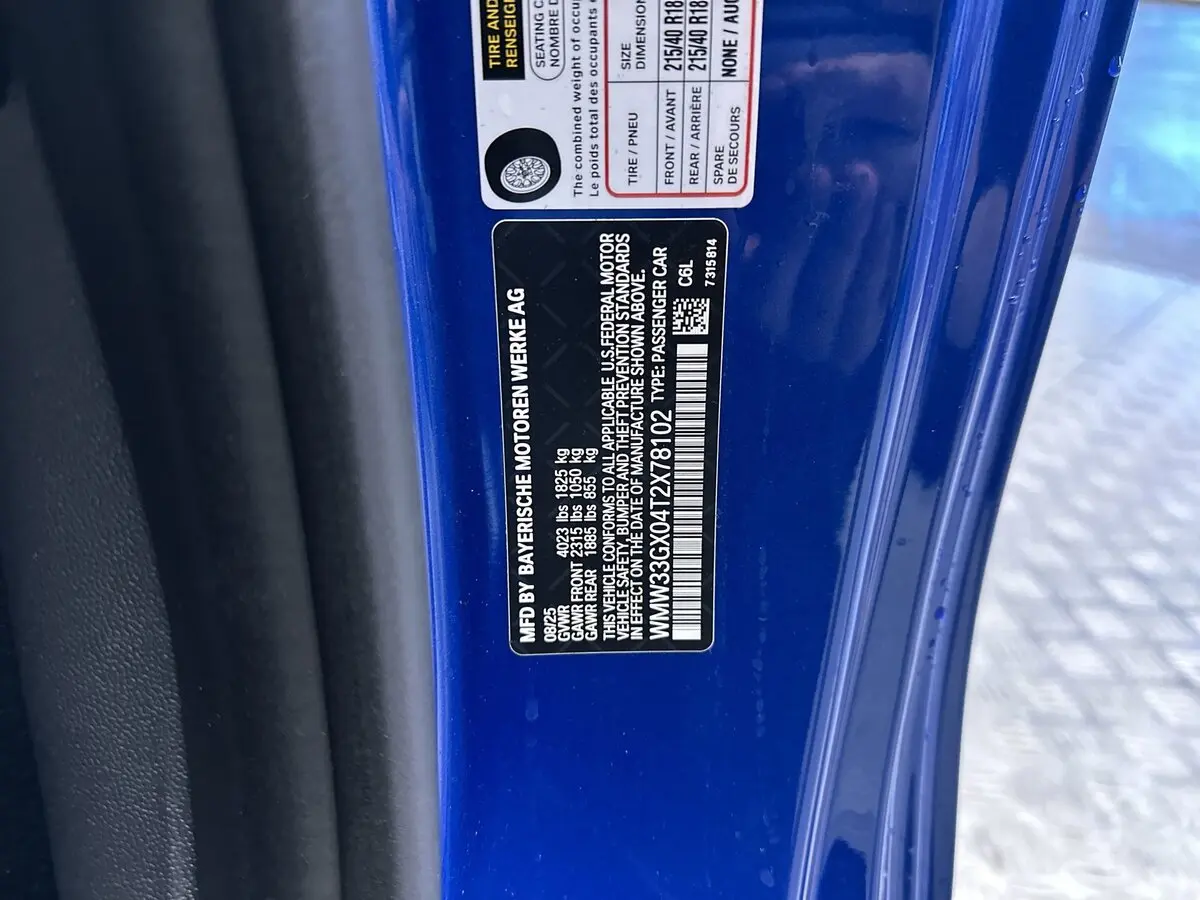 TIRE AND
RENSEIG
SEATING C
NOMBRE D
The combined weight of occup
Le poids total des occupants
TIRE / PNEU
SIZE
DIMENSION
FRONT / AVANT 215/40 R18
REAR / ARRIÈRE 215/40 R18
SPARE
DE SECOURS
NONE / AUC
MFD BY BAYERISCHE MOTOREN WERKE AG
08/25
GVWR 4023 lbs 1825 kg
GAWR FRONT 2315 lbs 1050 kg
GAWR REAR 1885 lbs 855 kg
THIS VEHICLE CONFORMS TO ALL APPLICABLE U.S.FEDERAL MOTOR
VEHICLE SAFETY, BUMPER AND THEFT PREVENTION STANDARDS
IN EFFECT ON THE DATE OF MANUFACTURE SHOWN ABOVE.
WMW33GX04T2X78102 TYPE: PASSENGER CAR
C6L
7315814